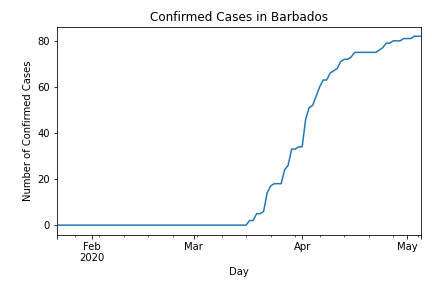 Confirmed Cases in Barbados
80
60
40
20
0
Number of Confirmed Cases
Feb
2020
Mar
Apr
May
Day